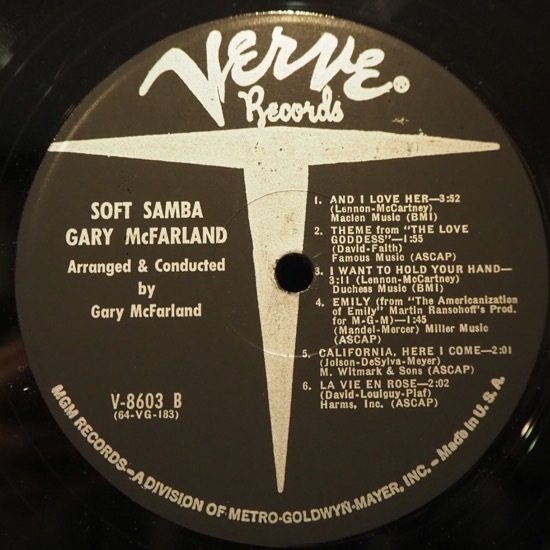 VERVE®
Records
SOFT SAMBA
GARY McFARLAND
Arranged & Conducted
by
Gary McFarland
V-8603 B
(64-VG-183)
1. AND I LOVE HER—3:52
(Lennon-McCartney)
Maclen Music (BMI)
2. THEME from "THE LOVE
GODDESS"—1:55
(David-Faith)
Famous Music (ASCAP)
3. I WANT TO HOLD YOUR HAND—
3:11 (Lennon-McCartney)
Duchess Music (BMI)
4. EMILY (from "The Americanization
of Emily" Martin Ransohoff's Prod.
for M-G-M)—1:45
(Mandel-Mercer) Miller Music
(ASCAP)
5. CALIFORNIA, HERE I COME—2:01
(Jolson-DeSylva-Meyer)
M. Witmark & Sons (ASCAP)
6. LA VIE EN ROSE—2:02
(David-Louiguy-Piaf)
Harms, Inc. (ASCAP)
MGM RECORDS—A DIVISION OF METRO-GOLDWYN-MAYER, INC.—Made in U.S.A.